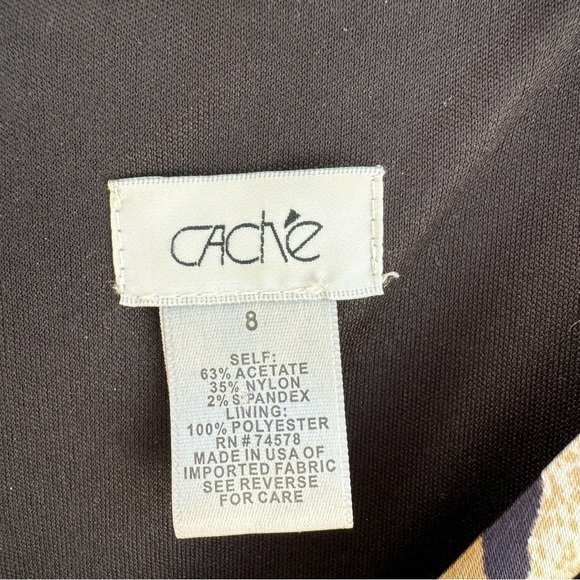 CACHÉ
8
SELF:
63% ACETATE
35% NYLON
2% SPANDEX
LINING:
100% POLYESTER
RN # 74578
MADE IN USA OF
IMPORTED FABRIC
SEE REVERSE
FOR CARE